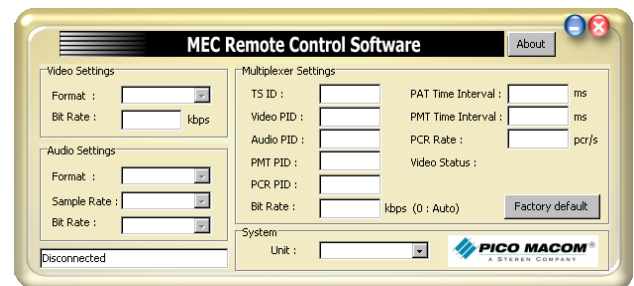 MEC Remote Control Software
About
Video Settings
Format :
Bit Rate :
kbps
Audio Settings
Format :
Sample Rate :
Bit Rate :
Disconnected
Multiplexer Settings
TS ID :
Video PID :
Audio PID :
PMT PID :
PCR PID :
Bit Rate :
kbps (0 : Auto)
PAT Time Interval :
ms
PMT Time Interval :
ms
PCR Rate :
pcr/s
Video Status :
Factory default
System
Unit :
PICO MACOM®
A STEREN COMPANY